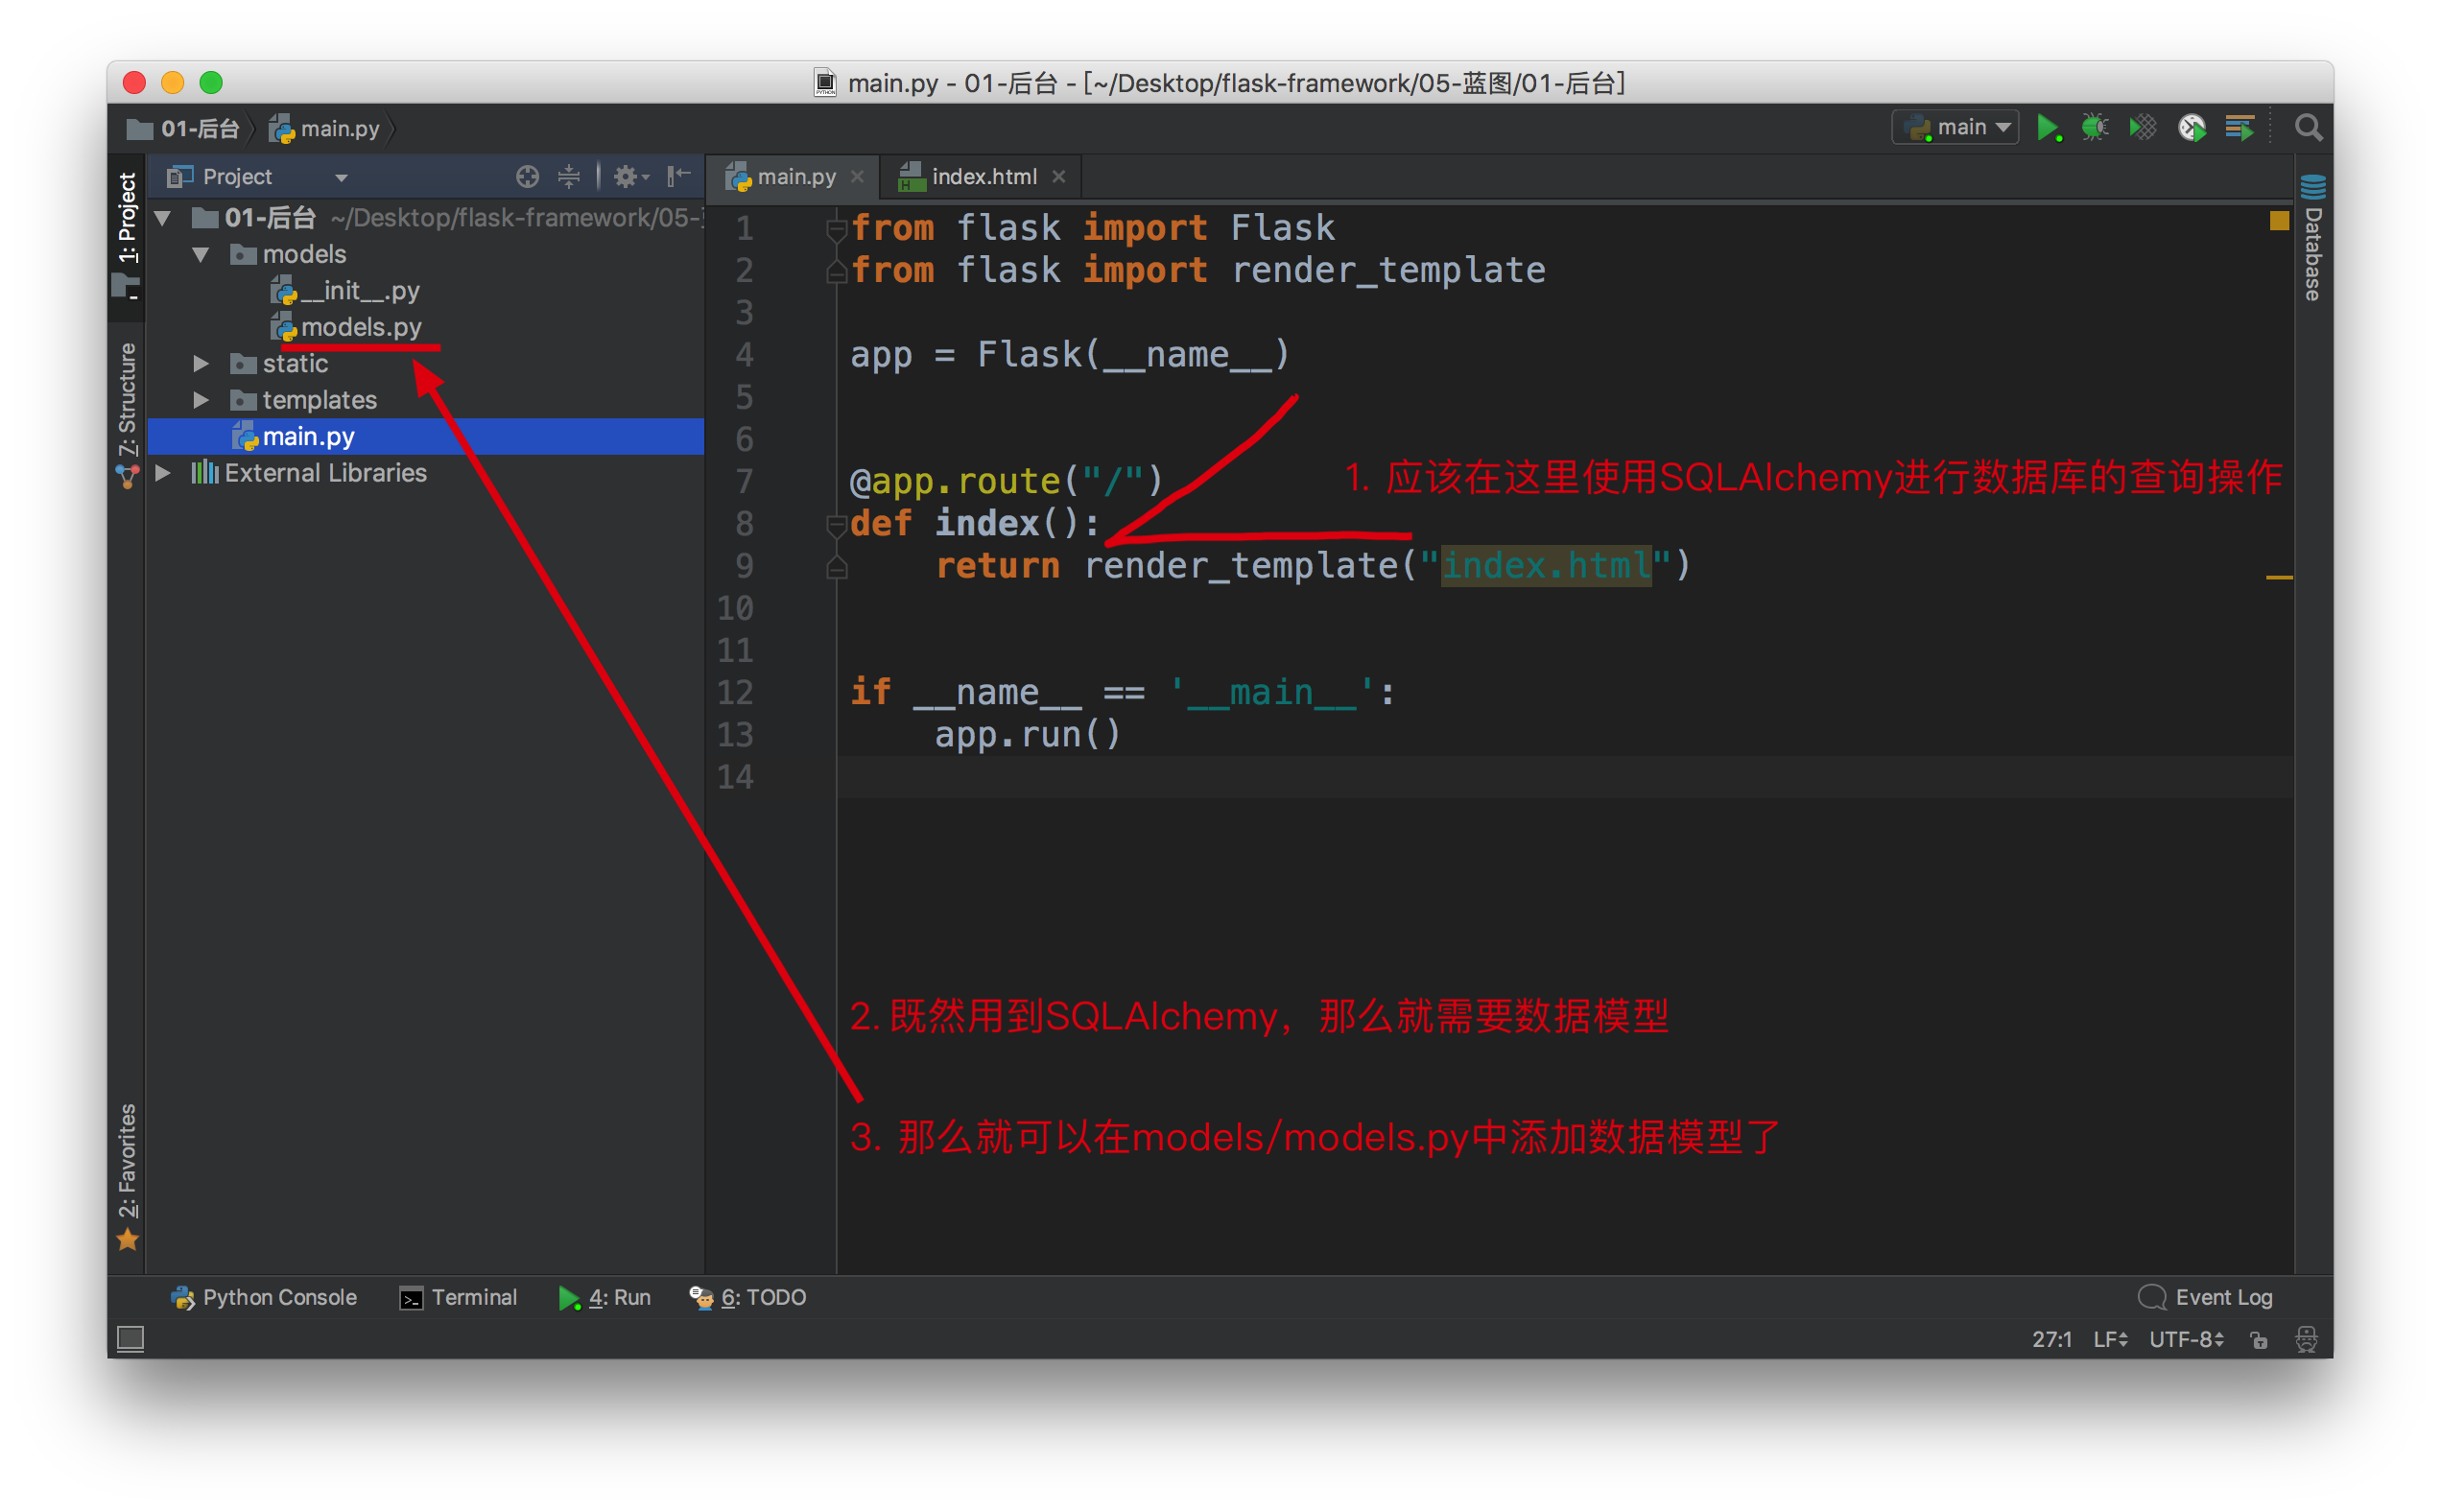 main.py - 01-后台 - [~/Desktop/flask-framework/05-蓝图/01-后台]
01-后台 main.py
main
1: Project
Project
main.py
index.html
Database
01-后台 ~/Desktop/flask-framework/05-
models
__init__.py
models.py
static
templates
main.py
External Libraries
7: Structure
2: Favorites
1 from flask import Flask
2 from flask import render_template
3
4 app = Flask(__name__)
5
6
7 @app.route("/")
8 def index():
9 return render_template("index.html")
10
11
12 if __name__ == '__main__':
13 app.run()
14
1. 应该在这里使用SQLAlchemy进行数据库的查询操作
2. 既然用到SQLAlchemy，那么就需要数据模型
3. 那么就可以在models/models.py中添加数据模型了
Python Console
Terminal
4: Run
6: TODO
Event Log
27:1 LF UTF-8